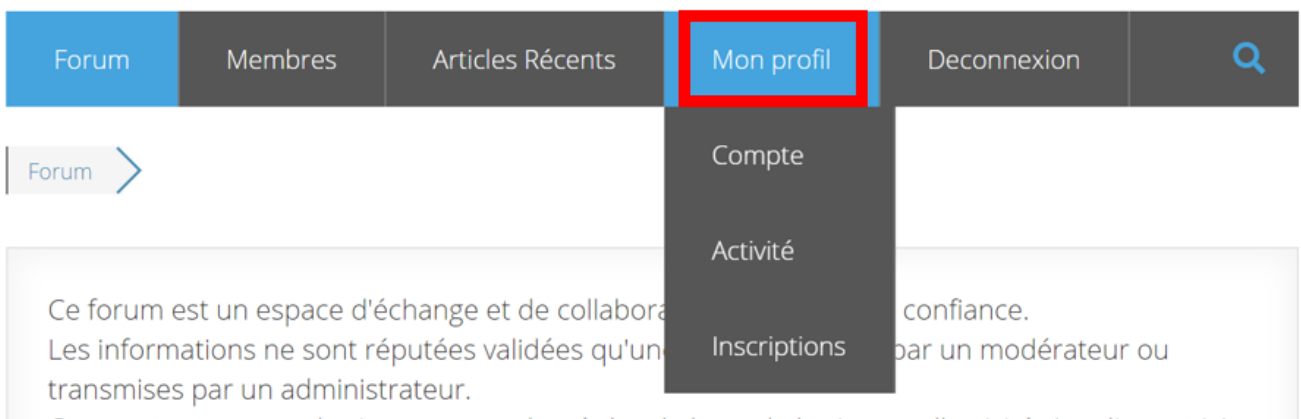 Forum Membres Articles Récents Mon profil Deconnexion
Forum
Compte
Activité
Inscriptions
Ce forum est un espace d'échange et de collabora confiance.
Les informations ne sont réputées validées qu'un par un modérateur ou
transmises par un administrateur.